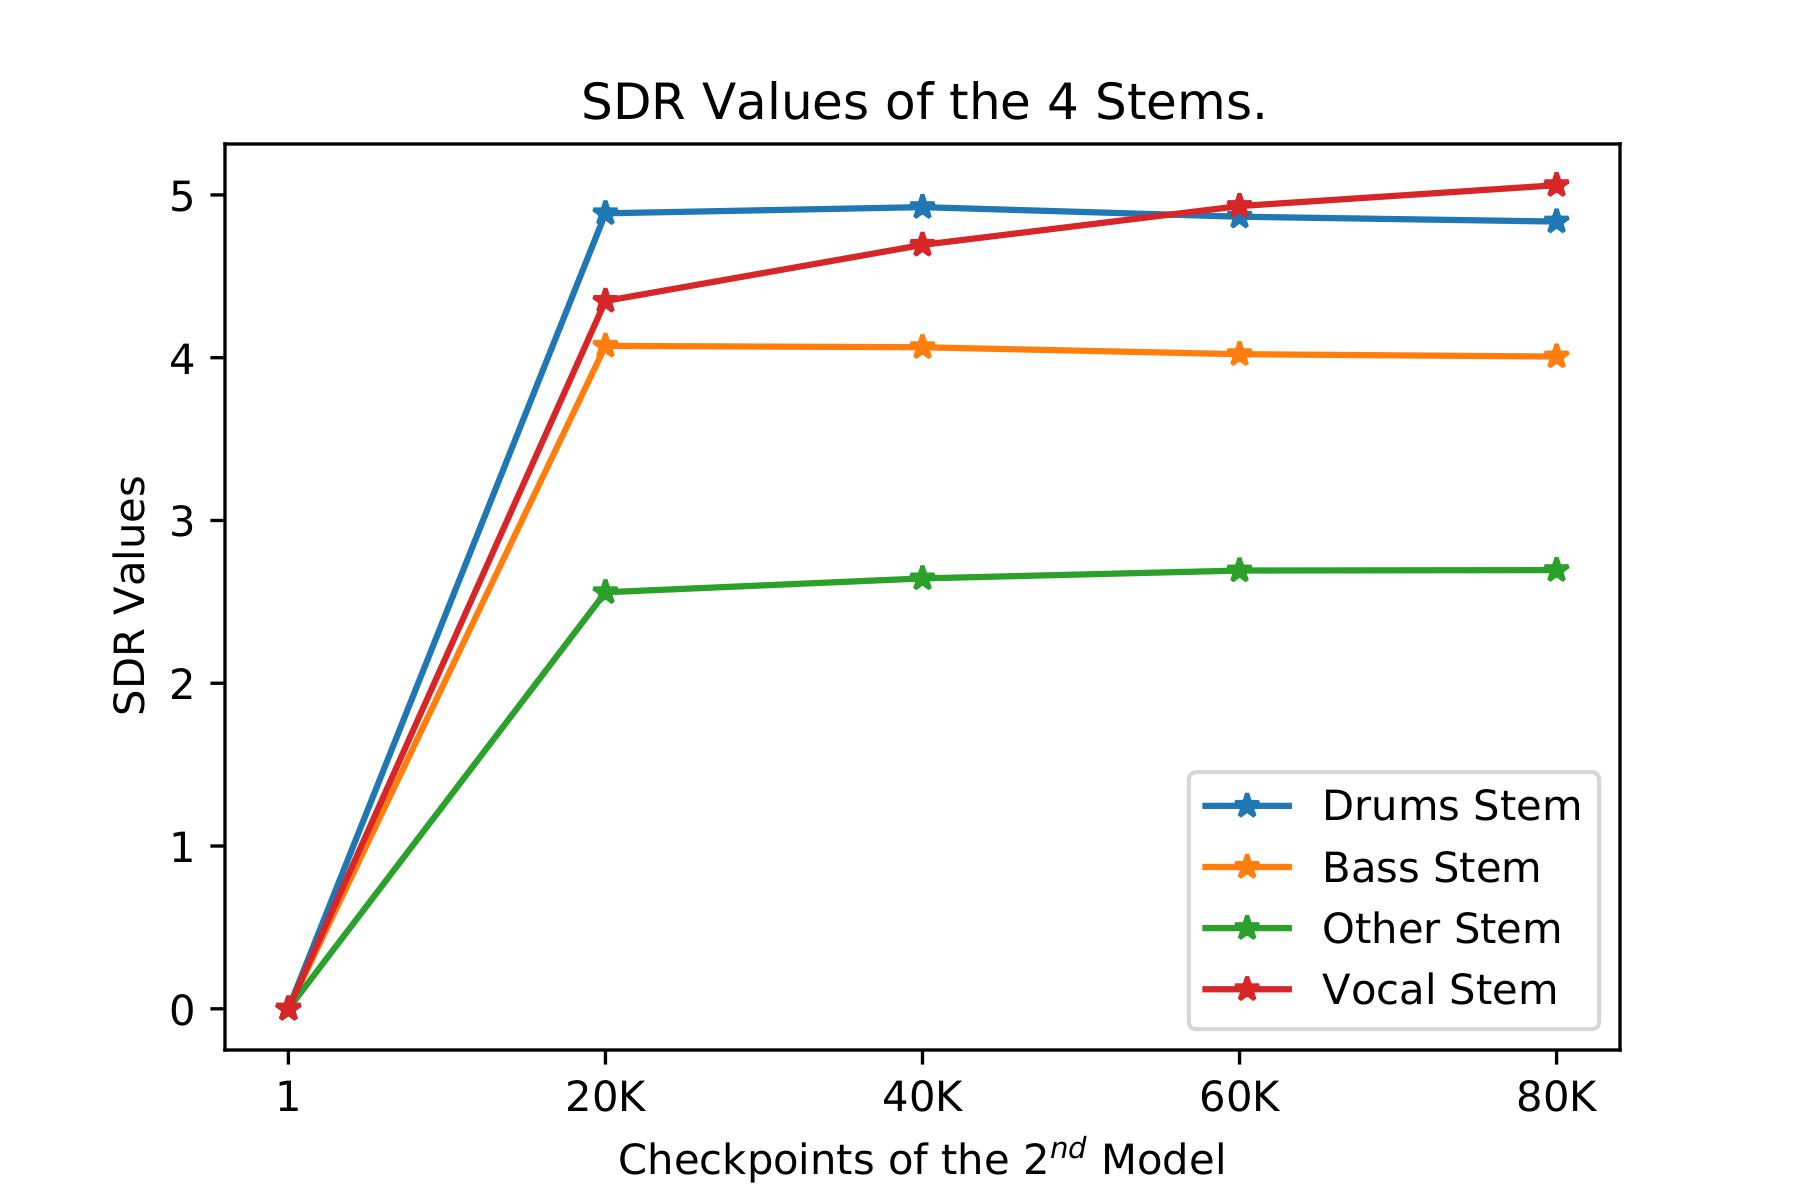 SDR Values of the 4 Stems.
SDR Values
5
4
3
2
1
0
Drums Stem
Bass Stem
Other Stem
Vocal Stem
1 20K 40K 60K 80K
Checkpoints of the 2nd Model